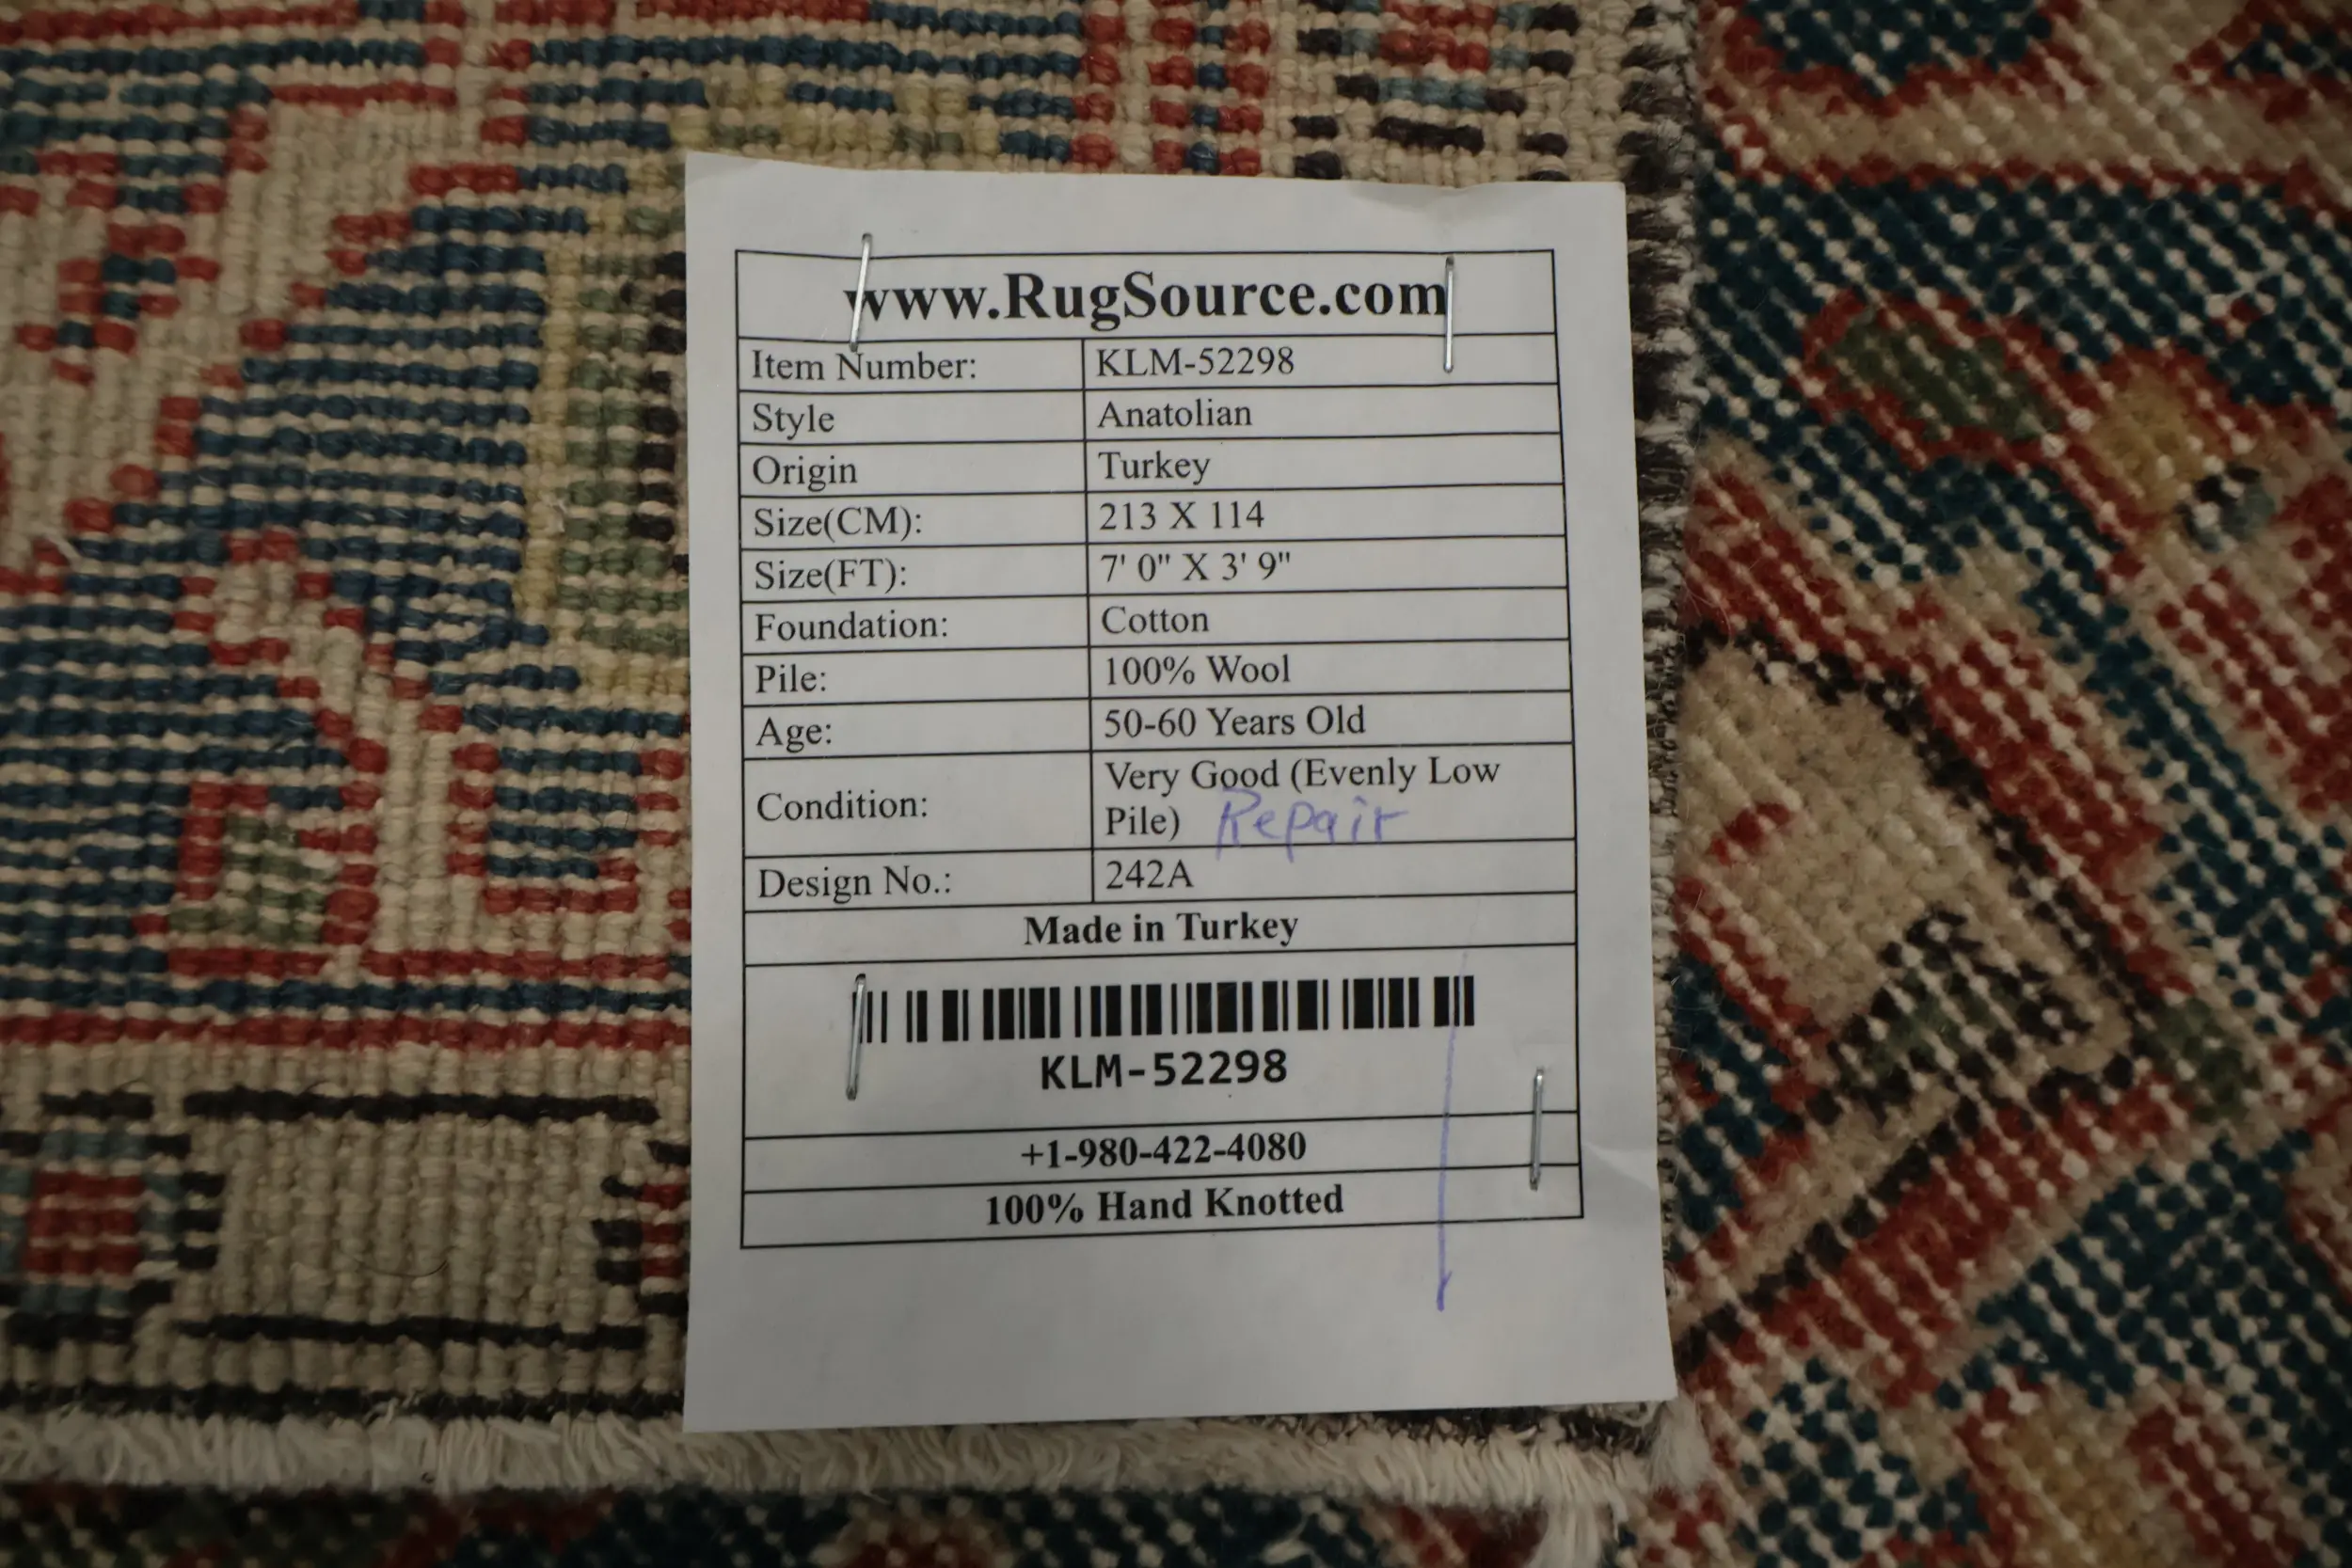 www.RugSource.com
Item Number: KLM-52298
Style Anatolian
Origin Turkey
Size(CM): 213 X 114
Size(FT): 7' 0" X 3' 9"
Foundation: Cotton
Pile: 100% Wool
Age: 50-60 Years Old
Condition: Very Good (Evenly Low
Pile) Repair
Design No.: 242A
Made in Turkey
KLM-52298
+1-980-422-4080
100% Hand Knotted